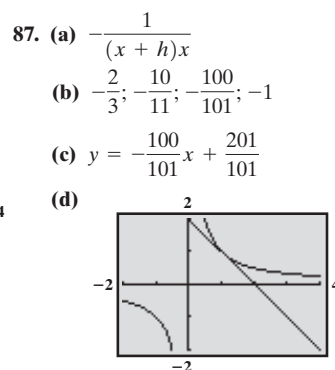 87. (a) −1/((x + h)x)
(b) −2/3; −10/11; −100/101; −1
(c) y = −100/101 x + 201/101
4 (d)
2
−2 4
−2